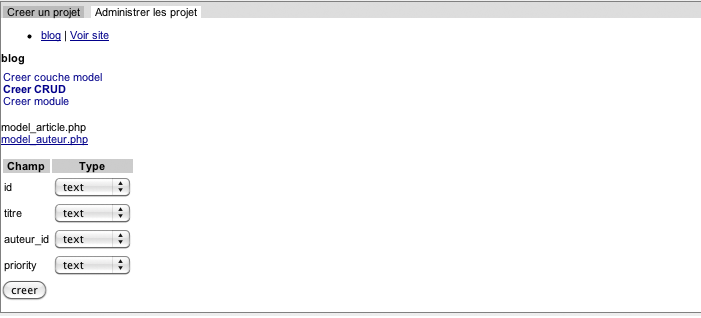 Creer un projet Administrer les projet
• blog | Voir site
blog
Creer couche model
Creer CRUD
Creer module
model_article.php
model_auteur.php
Champ Type
id text
titre text
auteur_id text
priority text
creer